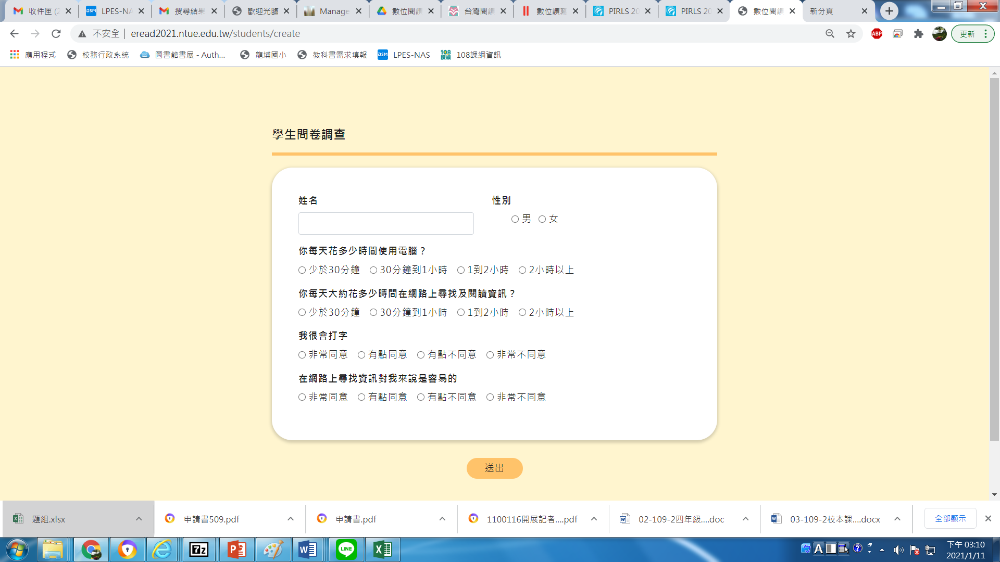 收件匣 (2
LPES-NA
搜尋結果
歡迎光臨
Manage
數位閱讀
台灣閱讀
數位讀寫
PIRLS 20
PIRLS 20
數位閱讀
新分頁
不安全
eread2021.ntue.edu.tw/students/create
ABP
更新
應用程式
校務行政系統
圖書館書展 - Auth...
龍埔國小
教科書需求填報
DSM LPES-NAS
108課綱資訊
學生問卷調查
姓名
性別
男 女
你每天花多少時間使用電腦？
少於30分鐘 30分鐘到1小時 1到2小時 2小時以上
你每天大約花多少時間在網路上尋找及閱讀資訊？
少於30分鐘 30分鐘到1小時 1到2小時 2小時以上
我很會打字
非常同意 有點同意 有點不同意 非常不同意
在網路上尋找資訊對我來說是容易的
非常同意 有點同意 有點不同意 非常不同意
送出
題組.xlsx
申請書509.pdf
申請書.pdf
1100116開展記者....pdf
02-109-2四年級....doc
03-109-2校本課....docx
全部顯示
7z
LINE
A
下午 03:10
2021/1/11